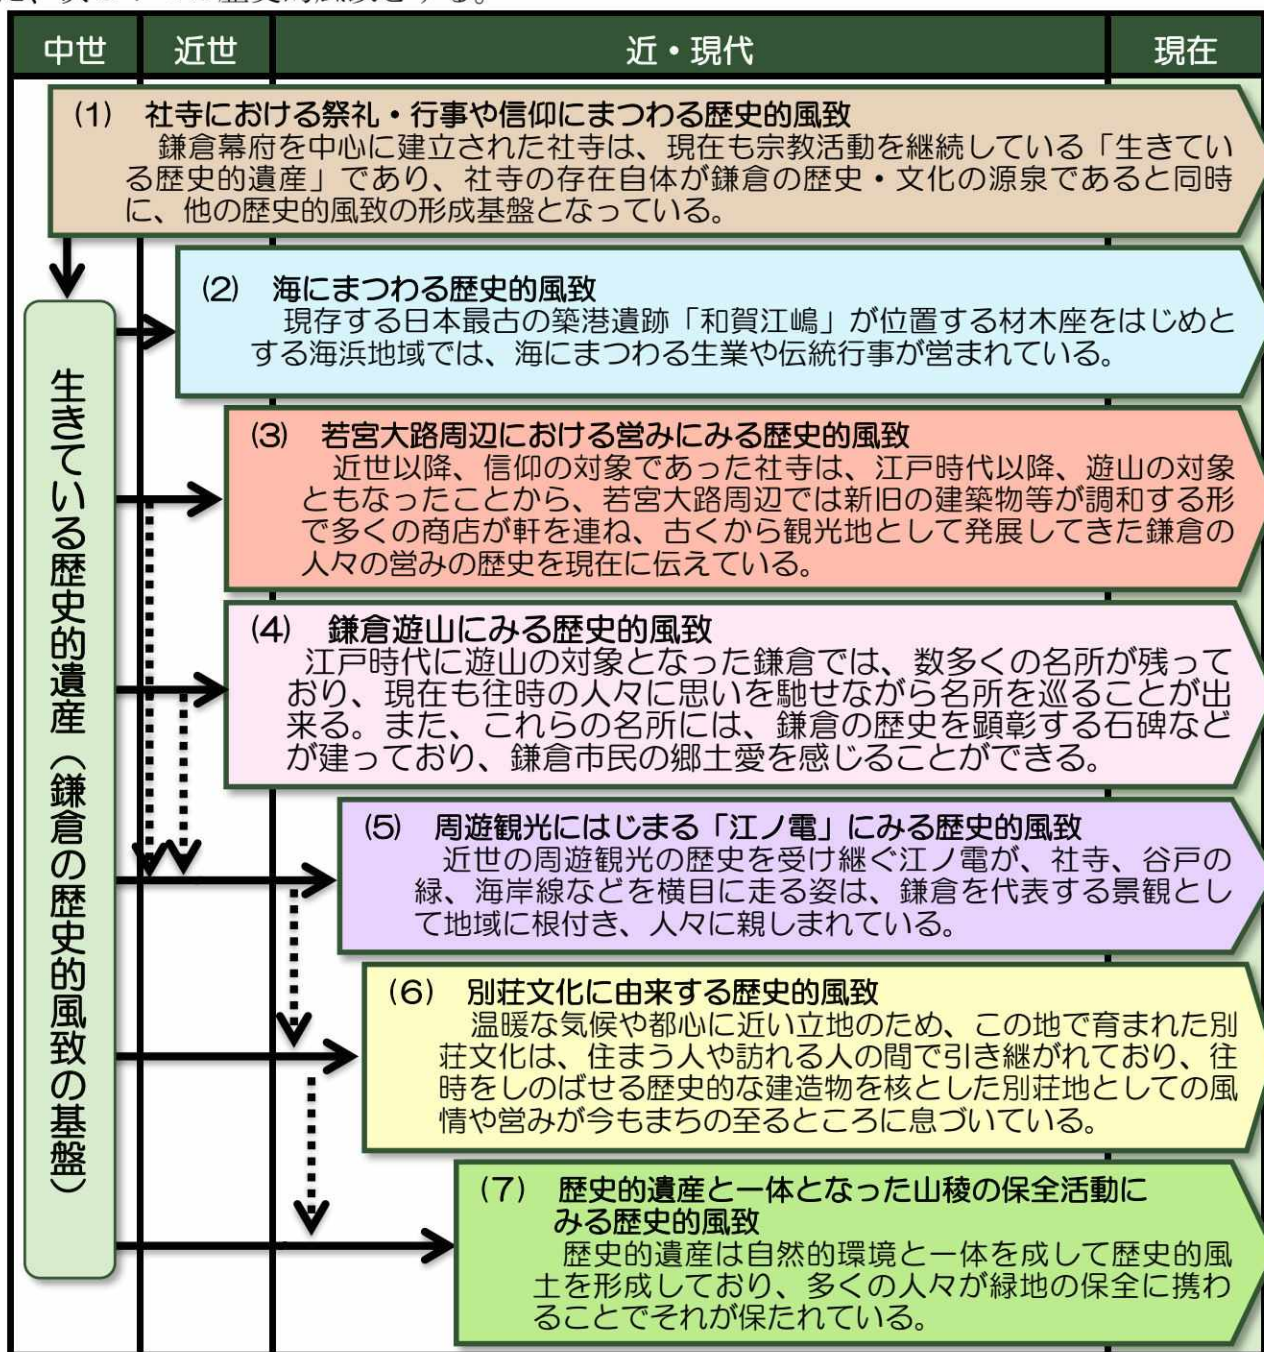 中世 近世 近・現代 現在
(1) 社寺における祭礼・行事や信仰にまつわる歴史的風致
鎌倉幕府を中心に建立された社寺は、現在も宗教活動を継続している「生きてい
る歴史的遺産」であり、社寺の存在自体が鎌倉の歴史・文化の源泉であると同時
に、他の歴史的風致の形成基盤となっている。
生きている歴史的遺産（鎌倉の歴史的風致の基盤）
(2) 海にまつわる歴史的風致
現存する日本最古の築港遺跡「和賀江嶋」が位置する材木座をはじめと
する海浜地域では、海にまつわる生業や伝統行事が営まれている。
(3) 若宮大路周辺における営みにみる歴史的風致
近世以降、信仰の対象であった社寺は、江戸時代以降、遊山の対象
ともなったことから、若宮大路周辺では新旧の建築物等が調和する形
で多くの商店が軒を連ね、古くから観光地として発展してきた鎌倉の
人々の営みの歴史を現在に伝えている。
(4) 鎌倉遊山にみる歴史的風致
江戸時代に遊山の対象となった鎌倉では、数多くの名所が残って
おり、現在も往時の人々に思いを馳せながら名所を巡ることが出
来る。また、これらの名所には、鎌倉の歴史を顕彰する石碑など
が建っており、鎌倉市民の郷土愛を感じることができる。
(5) 周遊観光にはじまる「江ノ電」にみる歴史的風致
近世の周遊観光の歴史を受け継ぐ江ノ電が、社寺、谷戸の
緑、海岸線などを横目に走る姿は、鎌倉を代表する景観とし
て地域に根付き、人々に親しまれている。
(6) 別荘文化に由来する歴史的風致
温暖な気候や都心に近い立地のため、この地で育まれた別
荘文化は、住まう人や訪れる人の間で引き継がれており、往
時をしのばせる歴史的な建造物を核とした別荘地としての風
情や営みが今もまちの至るところに息づいている。
(7) 歴史的遺産と一体となった山稜の保全活動に
みる歴史的風致
歴史的遺産は自然的環境と一体を成して歴史的風
土を形成しており、多くの人々が緑地の保全に携わ
ることでそれが保たれている。